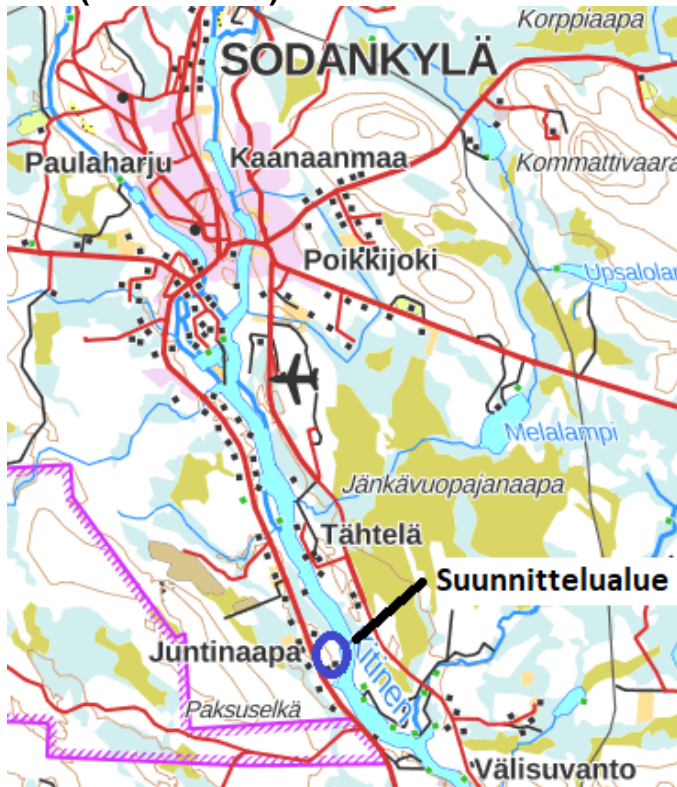 Korppiaapa
SODANKYLÄ
Paulaharju
Kaanaanmaa
Kommattivaara
Poikkijoki
Upsalolam
Melalampi
Jänkävuopajanaapa
Tähtelä
Suunnittelualue
Juntinaapa
Kitinen
Paksuselkä
Välisuvanto